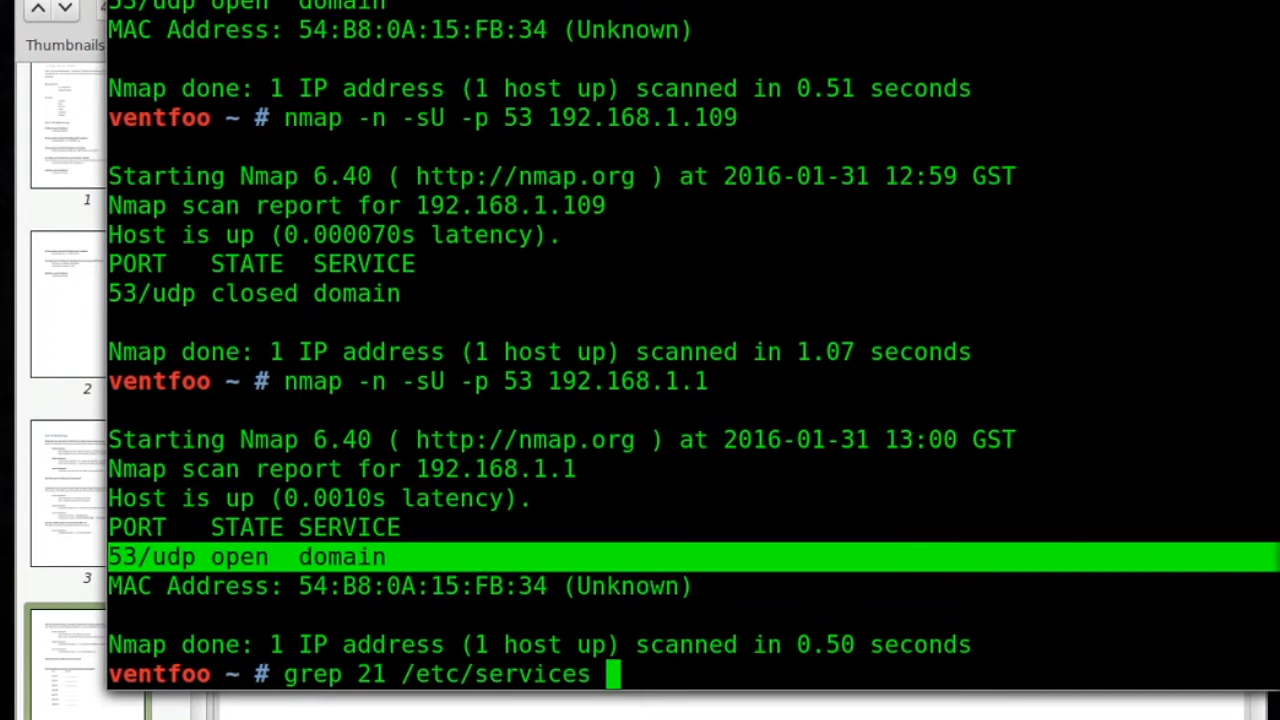 53/udp open  domain
MAC Address: 54:B8:0A:15:FB:34 (Unknown)
Thumbnails
Nmap done: 1 IP address (1 host up) scanned in 0.51 seconds
ventfoo ~ # nmap -n -sU -p 53 192.168.1.109
Starting Nmap 6.40 ( http://nmap.org ) at 2016-01-31 12:59 GST
Nmap scan report for 192.168.1.109
Host is up (0.000070s latency).
PORT   STATE  SERVICE
53/udp closed domain
Nmap done: 1 IP address (1 host up) scanned in 1.07 seconds
ventfoo ~ # nmap -n -sU -p 53 192.168.1.1
Starting Nmap 6.40 ( http://nmap.org ) at 2016-01-31 13:00 GST
Nmap scan report for 192.168.1.1
Host is up (0.0010s latency).
PORT   STATE SERVICE
53/udp open  domain
MAC Address: 54:B8:0A:15:FB:34 (Unknown)
Nmap done: 1 IP address (1 host up) scanned in 0.50 seconds
ventfoo ~ # grep 21 /etc/services
1
2
3